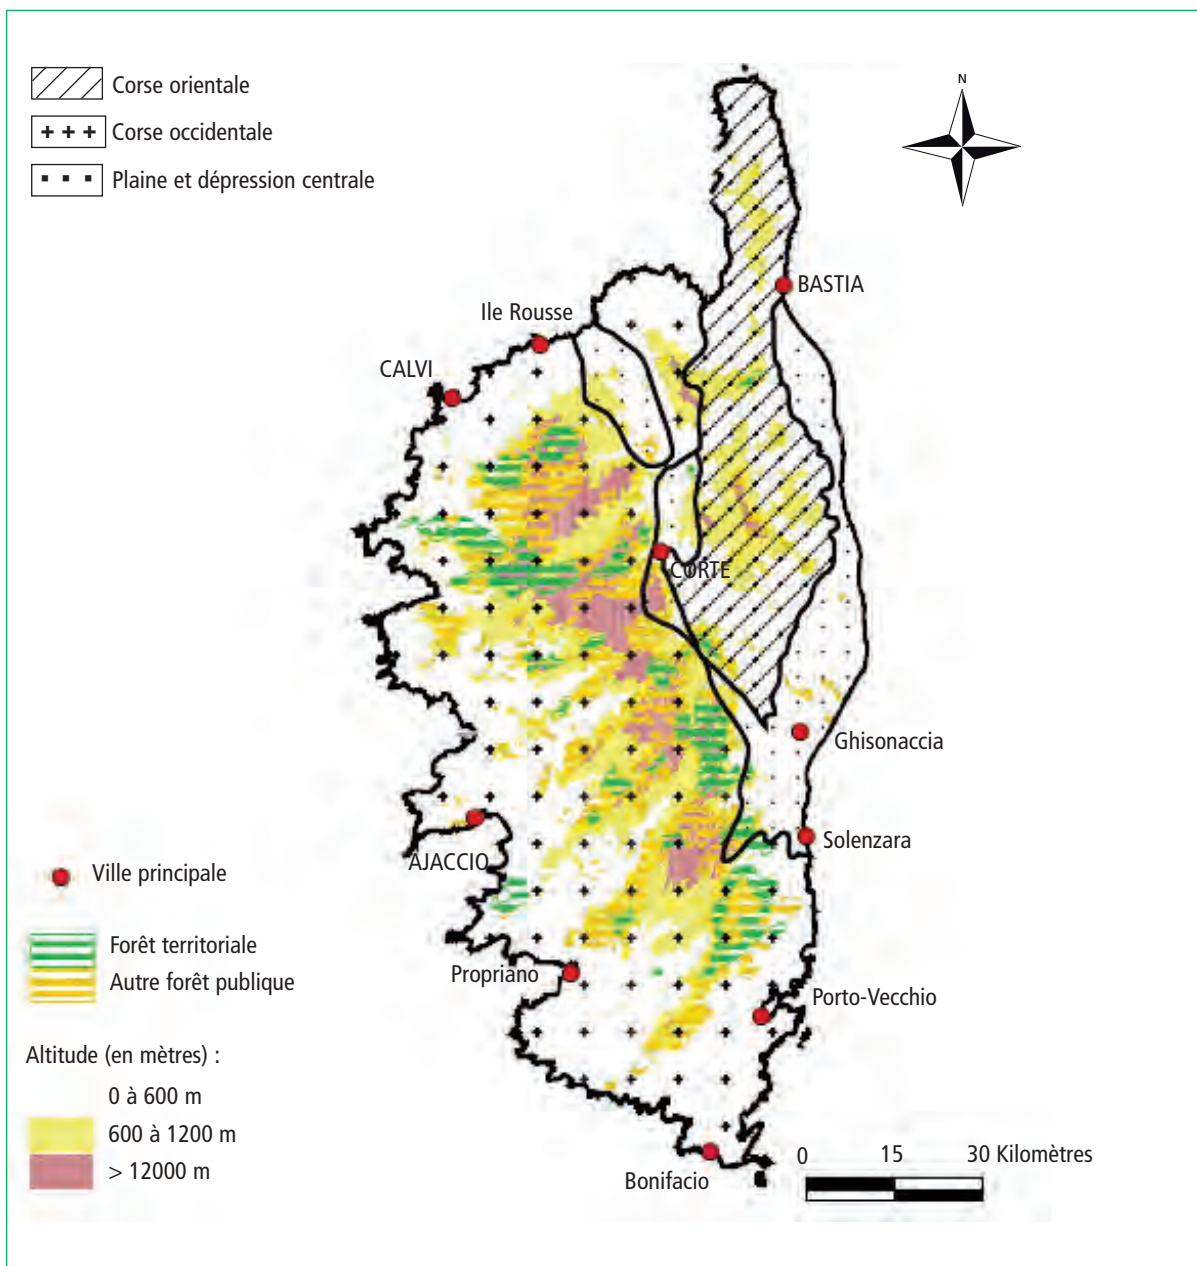 Corse orientale
Corse occidentale
Plaine et dépression centrale
N
BASTIA
Ile Rousse
CALVI
CORTE
Ghisonaccia
Solenzara
AJACCIO
Propriano
Porto-Vecchio
Bonifacio
Ville principale
Forêt territoriale
Autre forêt publique
Altitude (en mètres) :
0 à 600 m
600 à 1200 m
> 12000 m
0 15 30 Kilomètres